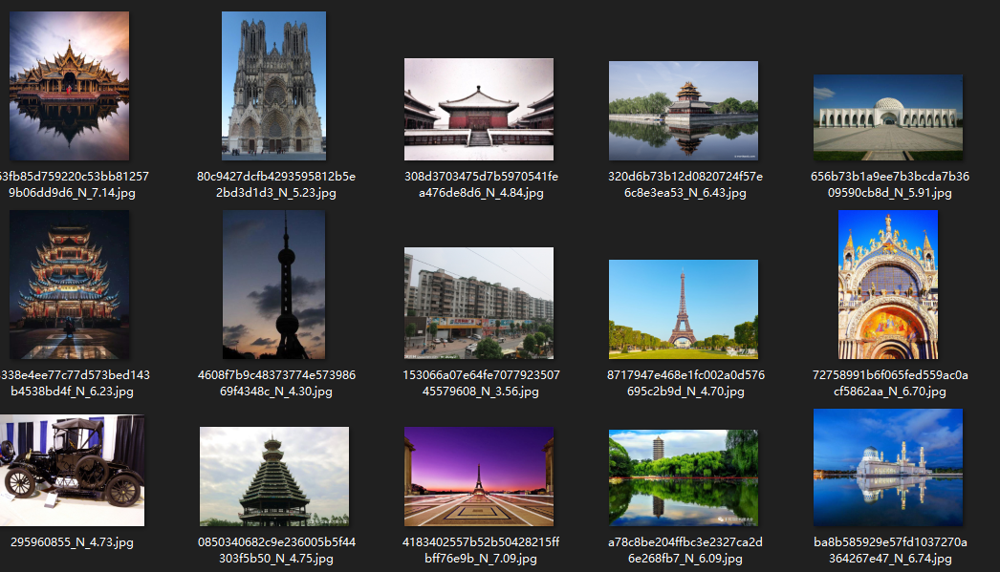 53fb85d759220c53bb81257
9b06dd9d6_N_7.14.jpg
80c9427dcfb4293595812b5e
2bd3d1d3_N_5.23.jpg
308d3703475d7b5970541fe
a476de8d6_N_4.84.jpg
320d6b73b12d0820724f57e
6c8e3ea53_N_6.43.jpg
656b73b1a9ee7b3bcda7b36
09590cb8d_N_5.91.jpg
338e4ee77c77d573bed143
b4538bd4f_N_6.23.jpg
4608f7b9c48373774e573986
69f4348c_N_4.30.jpg
153066a07e64fe7077923507
45579608_N_3.56.jpg
8717947e468e1fc002a0d576
695c2b9d_N_4.70.jpg
72758991b6f065fed559ac0a
cf5862aa_N_6.70.jpg
295960855_N_4.73.jpg
0850340682c9e236005b5f44
303f5b50_N_4.75.jpg
4183402557b52b50428215ff
bff76e9b_N_7.09.jpg
a78c8be204ffbc3e2327ca2d
6e268fb7_N_6.09.jpg
ba8b585929e57fd1037270a
364267e47_N_6.74.jpg